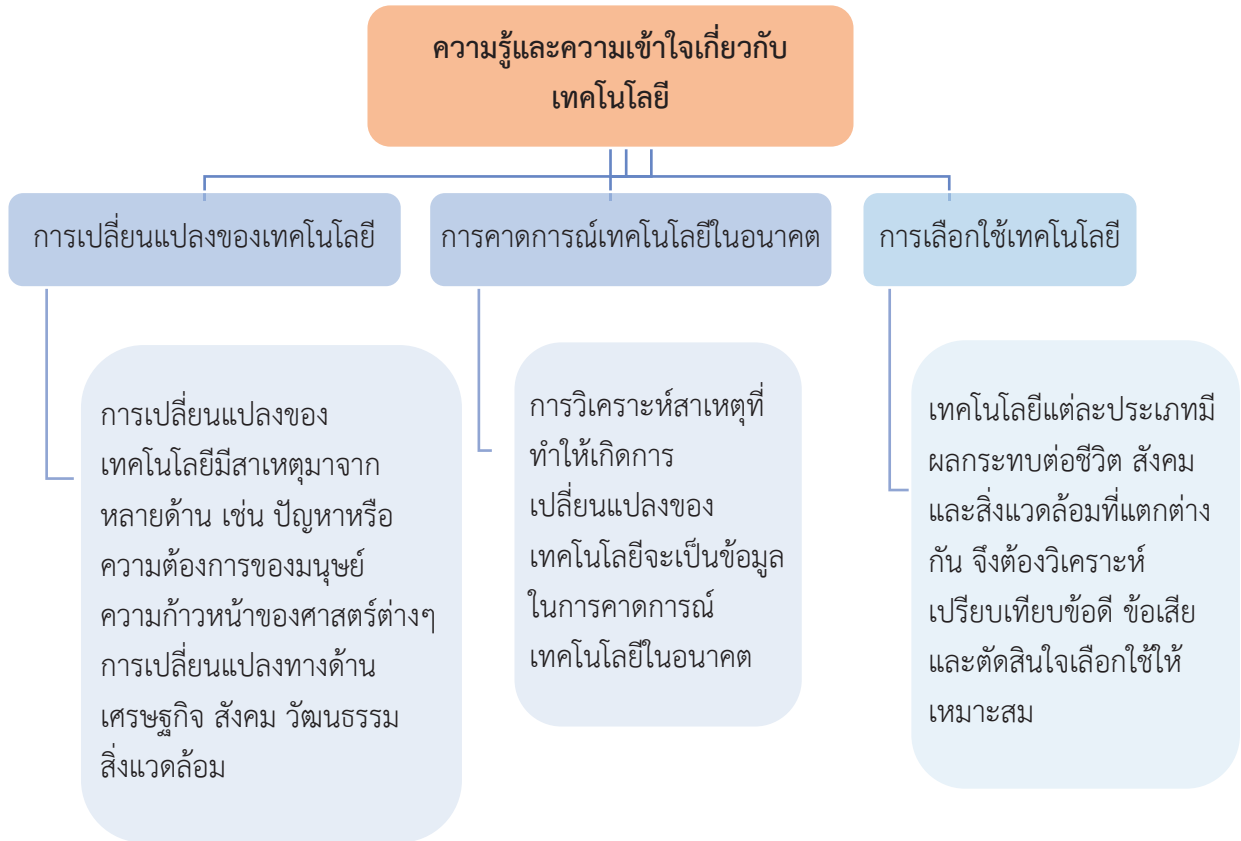 ความรู้และความเข้าใจเกี่ยวกับ
เทคโนโลยี
การเปลี่ยนแปลงของเทคโนโลยี
การคาดการณ์เทคโนโลยีในอนาคต
การเลือกใช้เทคโนโลยี
การเปลี่ยนแปลงของ
เทคโนโลยีมีสาเหตุมาจาก
หลายด้าน เช่น ปัญหาหรือ
ความต้องการของมนุษย์
ความก้าวหน้าของศาสตร์ต่างๆ
การเปลี่ยนแปลงทางด้าน
เศรษฐกิจ สังคม วัฒนธรรม
สิ่งแวดล้อม
การวิเคราะห์สาเหตุที่
ทำให้เกิดการ
เปลี่ยนแปลงของ
เทคโนโลยีจะเป็นข้อมูล
ในการคาดการณ์
เทคโนโลยีในอนาคต
เทคโนโลยีแต่ละประเภทมี
ผลกระทบต่อชีวิต สังคม
และสิ่งแวดล้อมที่แตกต่าง
กัน จึงต้องวิเคราะห์
เปรียบเทียบข้อดี ข้อเสีย
และตัดสินใจเลือกใช้ให้
เหมาะสม